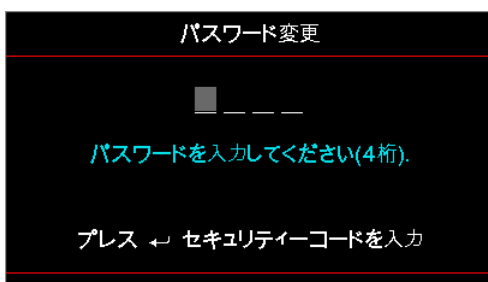 パスワード変更
_ _ _ _
パスワードを入力してください(4桁).
プレス ↵ セキュリティーコードを入力